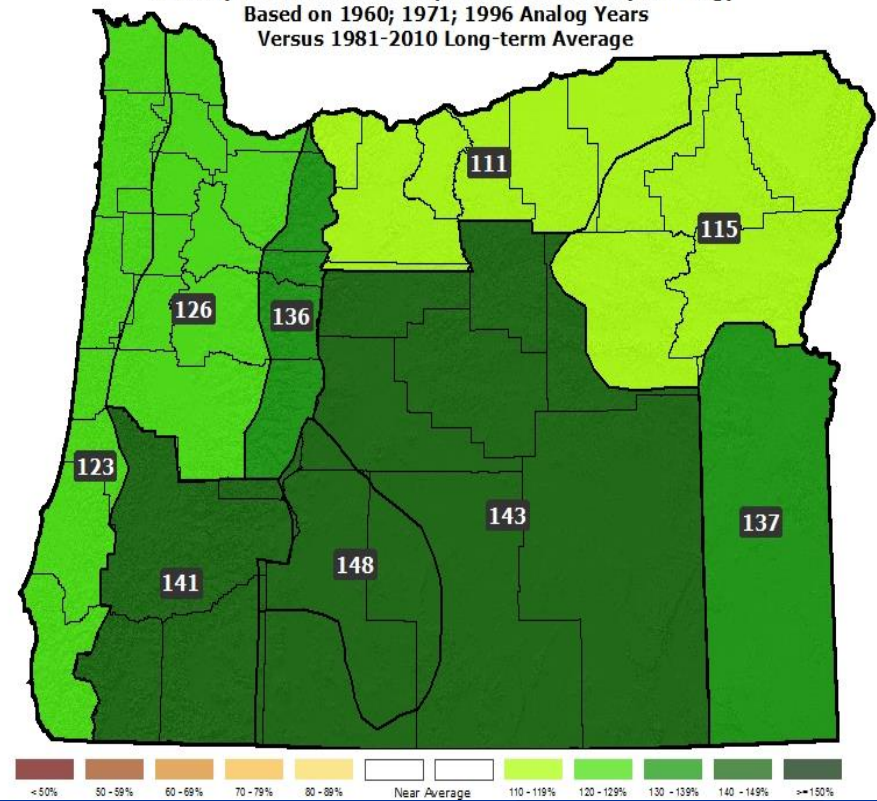 Based on 1960; 1971; 1996 Analog Years
Versus 1981-2010 Long-term Average
111
115
126
136
123
143
137
148
141
< 50%
50 - 59%
60 - 69%
70 - 79%
80 - 89%
Near Average
110 - 119%
120 - 129%
130 - 139%
140 - 149%
>= 150%